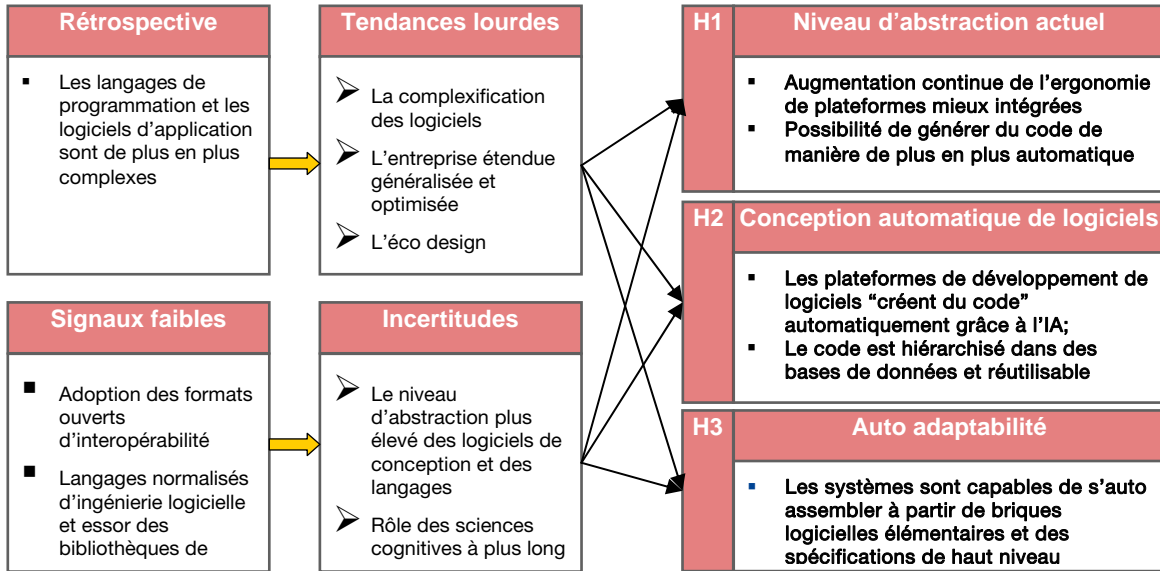 Rétrospective
▪ Les langages de
programmation et les
logiciels d'application
sont de plus en plus
complexes
Tendances lourdes
➢ La complexification
des logiciels
➢ L'entreprise étendue
généralisée et
optimisée
➢ L'éco design
Signaux faibles
■ Adoption des formats
ouverts
d'interopérabilité
■ Langages normalisés
d'ingénierie logicielle
et essor des
bibliothèques de
Incertitudes
➢ Le niveau
d'abstraction plus
élevé des logiciels de
conception et des
langages
➢ Rôle des sciences
cognitives à plus long
H1 Niveau d'abstraction actuel
▪ Augmentation continue de l'ergonomie
de plateformes mieux intégrées
▪ Possibilité de générer du code de
manière de plus en plus automatique
H2 Conception automatique de logiciels
▪ Les plateformes de développement de
logiciels “créent du code”
automatiquement grâce à l'IA;
▪ Le code est hiérarchisé dans des
bases de données et réutilisable
H3 Auto adaptabilité
▪ Les systèmes sont capables de s'auto
assembler à partir de briques
logicielles élémentaires et des
spécifications de haut niveau